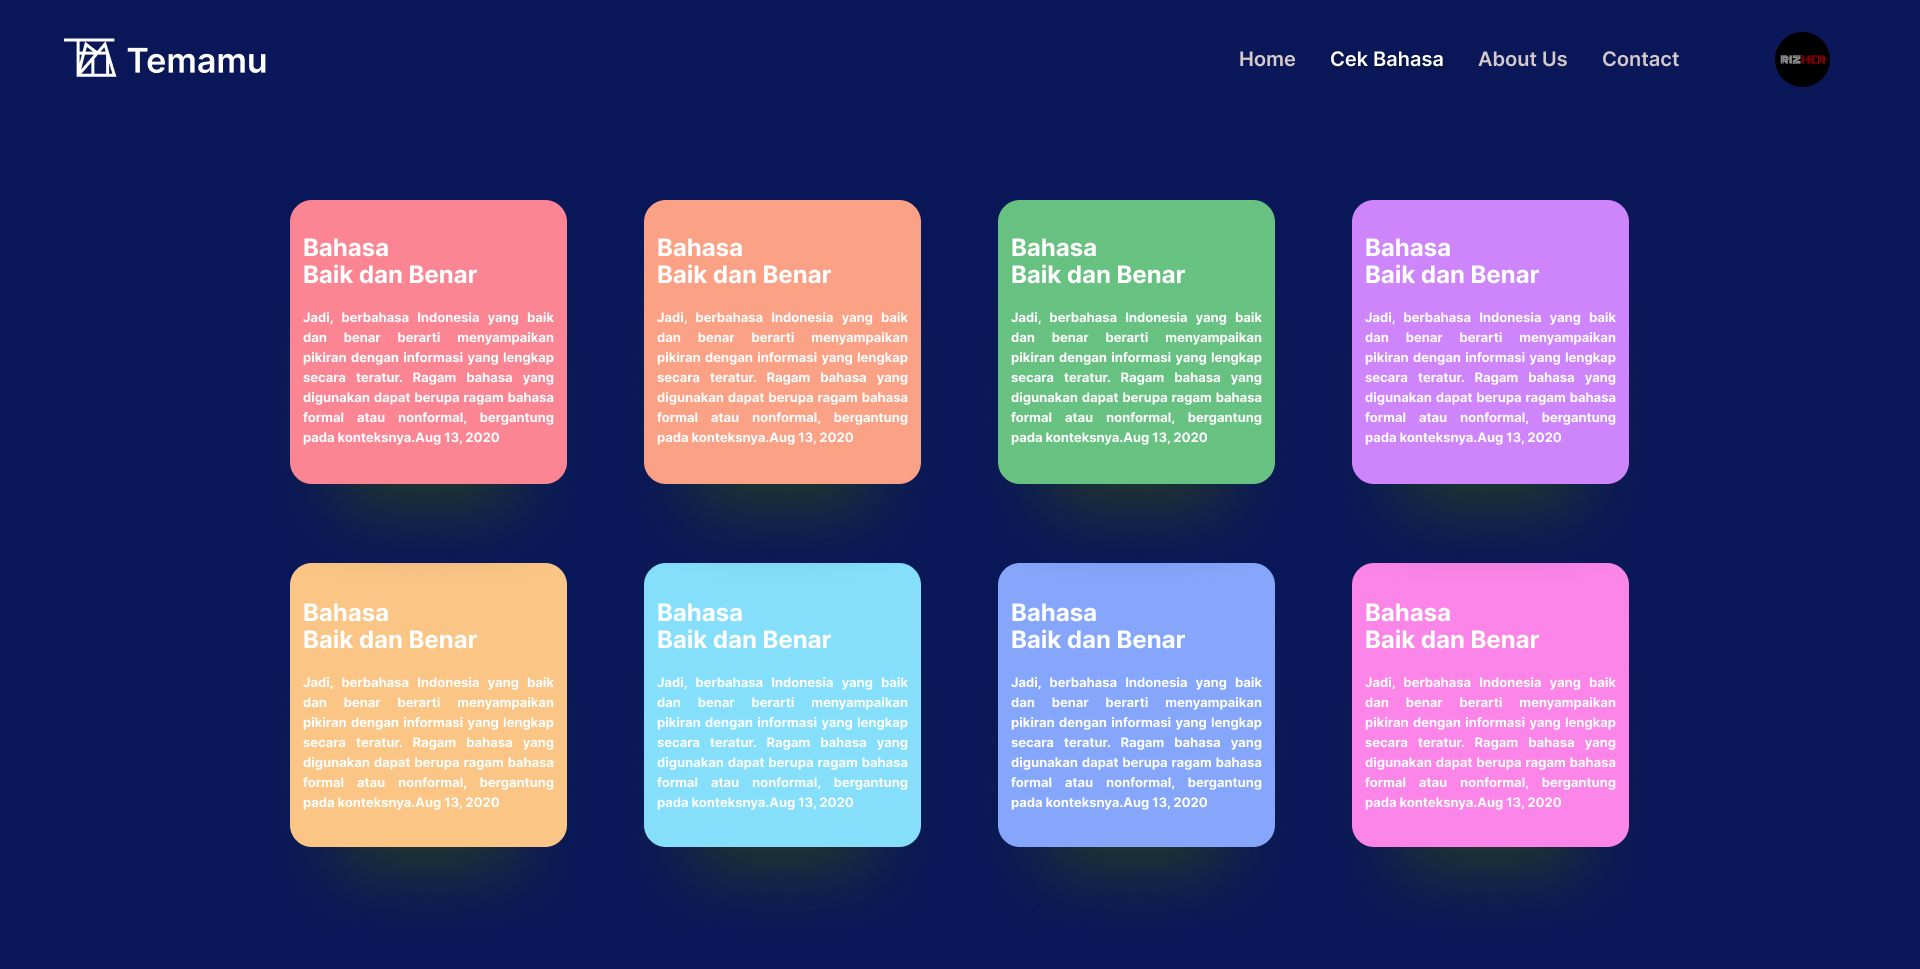 Temamu
Home Cek Bahasa About Us Contact
RIZHER
Bahasa
Baik dan Benar
Jadi, berbahasa Indonesia yang baik
dan benar berarti menyampaikan
pikiran dengan informasi yang lengkap
secara teratur. Ragam bahasa yang
digunakan dapat berupa ragam bahasa
formal atau nonformal, bergantung
pada konteksnya.Aug 13, 2020
Bahasa
Baik dan Benar
Jadi, berbahasa Indonesia yang baik
dan benar berarti menyampaikan
pikiran dengan informasi yang lengkap
secara teratur. Ragam bahasa yang
digunakan dapat berupa ragam bahasa
formal atau nonformal, bergantung
pada konteksnya.Aug 13, 2020
Bahasa
Baik dan Benar
Jadi, berbahasa Indonesia yang baik
dan benar berarti menyampaikan
pikiran dengan informasi yang lengkap
secara teratur. Ragam bahasa yang
digunakan dapat berupa ragam bahasa
formal atau nonformal, bergantung
pada konteksnya.Aug 13, 2020
Bahasa
Baik dan Benar
Jadi, berbahasa Indonesia yang baik
dan benar berarti menyampaikan
pikiran dengan informasi yang lengkap
secara teratur. Ragam bahasa yang
digunakan dapat berupa ragam bahasa
formal atau nonformal, bergantung
pada konteksnya.Aug 13, 2020
Bahasa
Baik dan Benar
Jadi, berbahasa Indonesia yang baik
dan benar berarti menyampaikan
pikiran dengan informasi yang lengkap
secara teratur. Ragam bahasa yang
digunakan dapat berupa ragam bahasa
formal atau nonformal, bergantung
pada konteksnya.Aug 13, 2020
Bahasa
Baik dan Benar
Jadi, berbahasa Indonesia yang baik
dan benar berarti menyampaikan
pikiran dengan informasi yang lengkap
secara teratur. Ragam bahasa yang
digunakan dapat berupa ragam bahasa
formal atau nonformal, bergantung
pada konteksnya.Aug 13, 2020
Bahasa
Baik dan Benar
Jadi, berbahasa Indonesia yang baik
dan benar berarti menyampaikan
pikiran dengan informasi yang lengkap
secara teratur. Ragam bahasa yang
digunakan dapat berupa ragam bahasa
formal atau nonformal, bergantung
pada konteksnya.Aug 13, 2020
Bahasa
Baik dan Benar
Jadi, berbahasa Indonesia yang baik
dan benar berarti menyampaikan
pikiran dengan informasi yang lengkap
secara teratur. Ragam bahasa yang
digunakan dapat berupa ragam bahasa
formal atau nonformal, bergantung
pada konteksnya.Aug 13, 2020